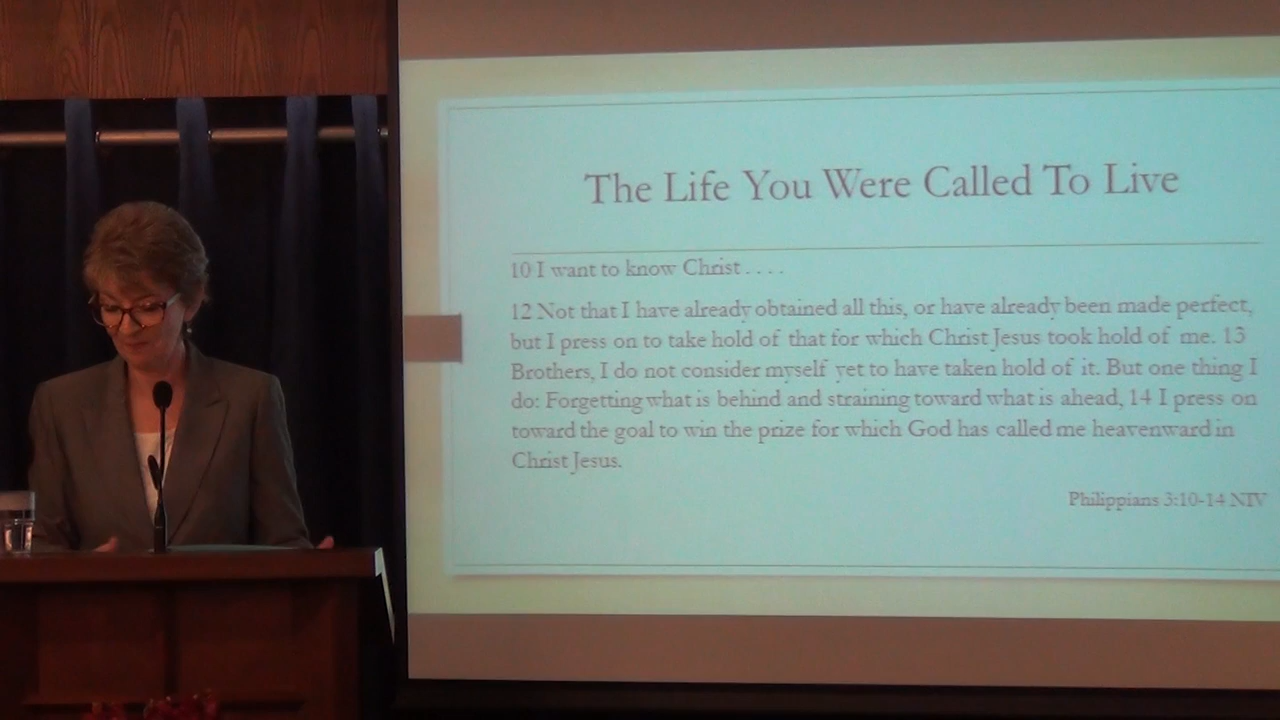 The Life You Were Called To Live
10 I want to know Christ . . . .
12 Not that I have already obtained all this, or have already been made perfect,
but I press on to take hold of that for which Christ Jesus took hold of me. 13
Brothers, I do not consider myself yet to have taken hold of it. But one thing I
do: Forgetting what is behind and straining toward what is ahead, 14 I press on
toward the goal to win the prize for which God has called me heavenward in
Christ Jesus.
Philippians 3:10-14 NIV